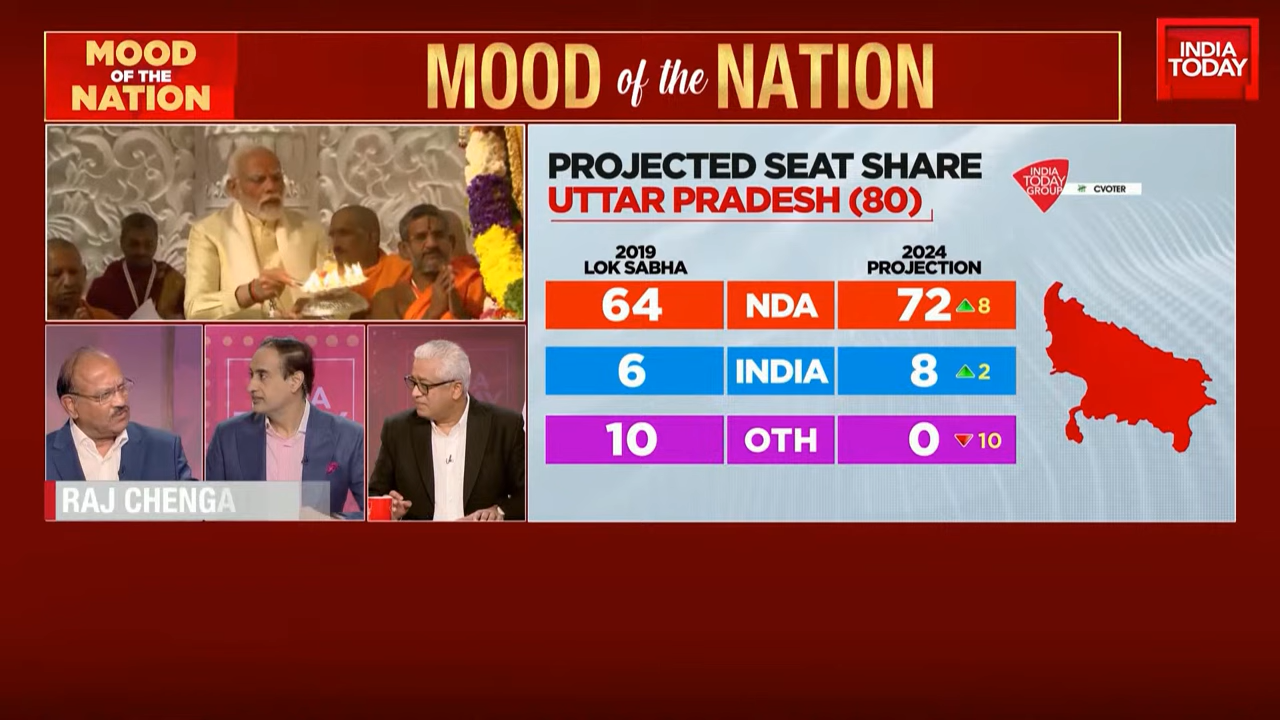 MOOD
OF THE
NATION
MOOD of the NATION
INDIA
TODAY
PROJECTED SEAT SHARE
UTTAR PRADESH (80)
INDIA
TODAY
GROUP
CVOTER
2019
LOK SABHA
2024
PROJECTION
64 NDA 72 8
6 INDIA 8 2
10 OTH 0 10
RAJ CHENGA